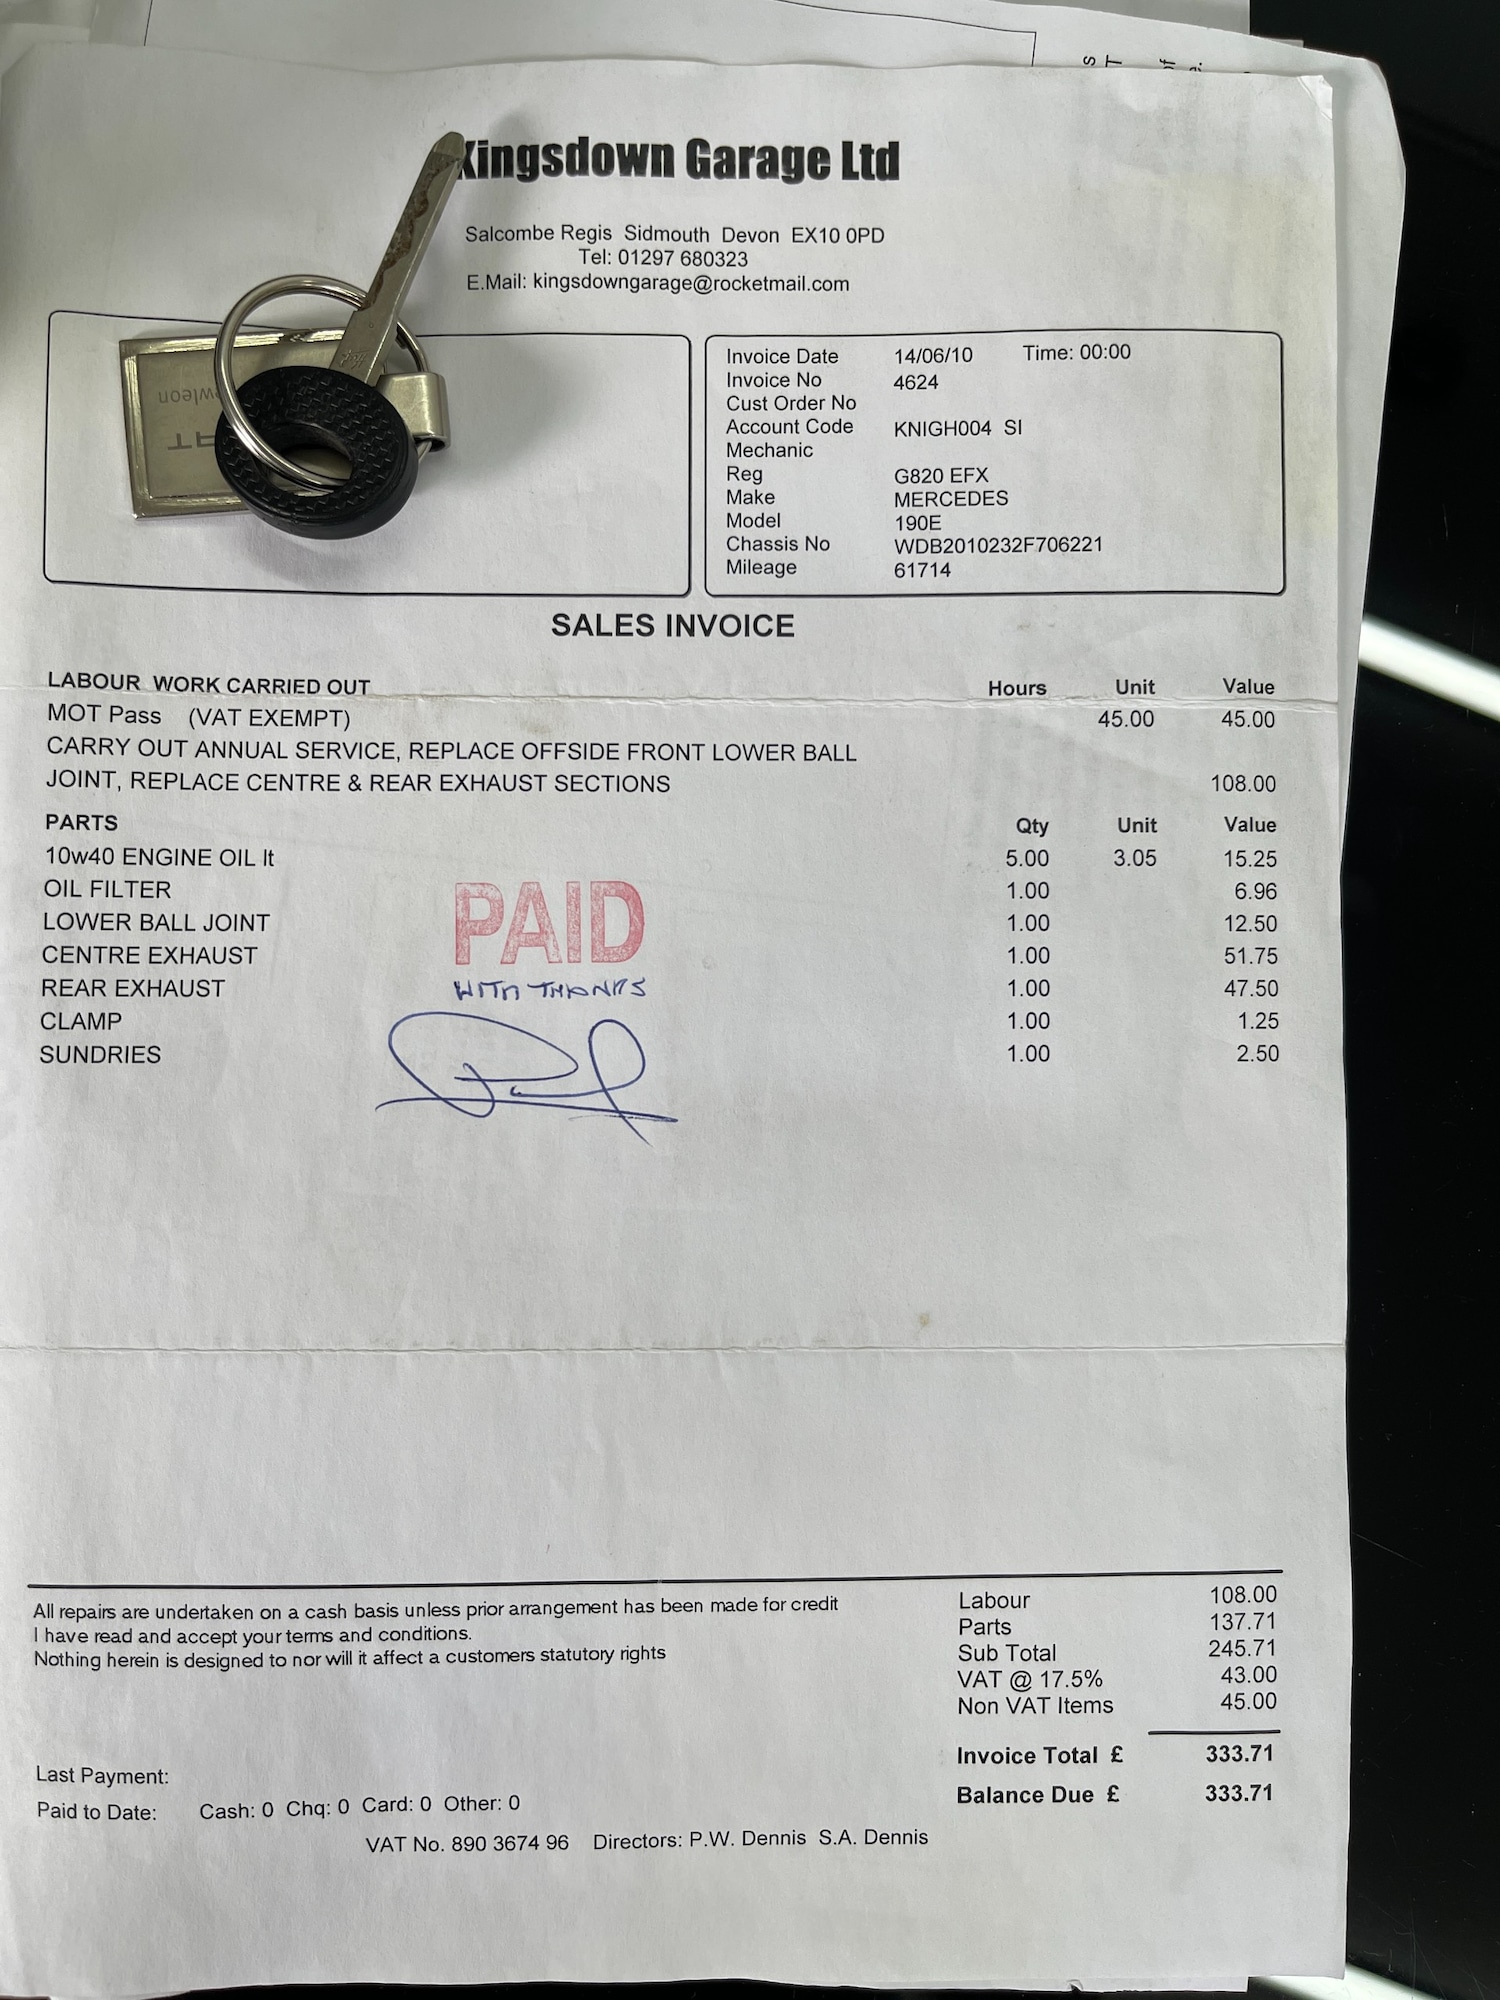 Kingsdown Garage Ltd
Salcombe Regis Sidmouth Devon EX10 0PD
Tel: 01297 680323
E.Mail: kingsdowngarage@rocketmail.com
Invoice Date 14/06/10 Time: 00:00
Invoice No 4624
Cust Order No
Account Code KNIGH004 SI
Mechanic
Reg G820 EFX
Make MERCEDES
Model 190E
Chassis No WDB2010232F706221
Mileage 61714
SALES INVOICE
LABOUR WORK CARRIED OUT Hours Unit Value
MOT Pass (VAT EXEMPT) 45.00 45.00
CARRY OUT ANNUAL SERVICE, REPLACE OFFSIDE FRONT LOWER BALL
JOINT, REPLACE CENTRE & REAR EXHAUST SECTIONS 108.00
PARTS Qty Unit Value
10w40 ENGINE OIL lt 5.00 3.05 15.25
OIL FILTER 1.00 6.96
LOWER BALL JOINT 1.00 12.50
CENTRE EXHAUST 1.00 51.75
REAR EXHAUST 1.00 47.50
CLAMP 1.00 1.25
SUNDRIES 1.00 2.50
PAID
WITH THANKS
All repairs are undertaken on a cash basis unless prior arrangement has been made for credit
I have read and accept your terms and conditions.
Nothing herein is designed to nor will it affect a customers statutory rights
Labour 108.00
Parts 137.71
Sub Total 245.71
VAT @ 17.5% 43.00
Non VAT Items 45.00
Invoice Total £ 333.71
Balance Due £ 333.71
Last Payment:
Paid to Date: Cash: 0 Chq: 0 Card: 0 Other: 0
VAT No. 890 3674 96 Directors: P.W. Dennis S.A. Dennis